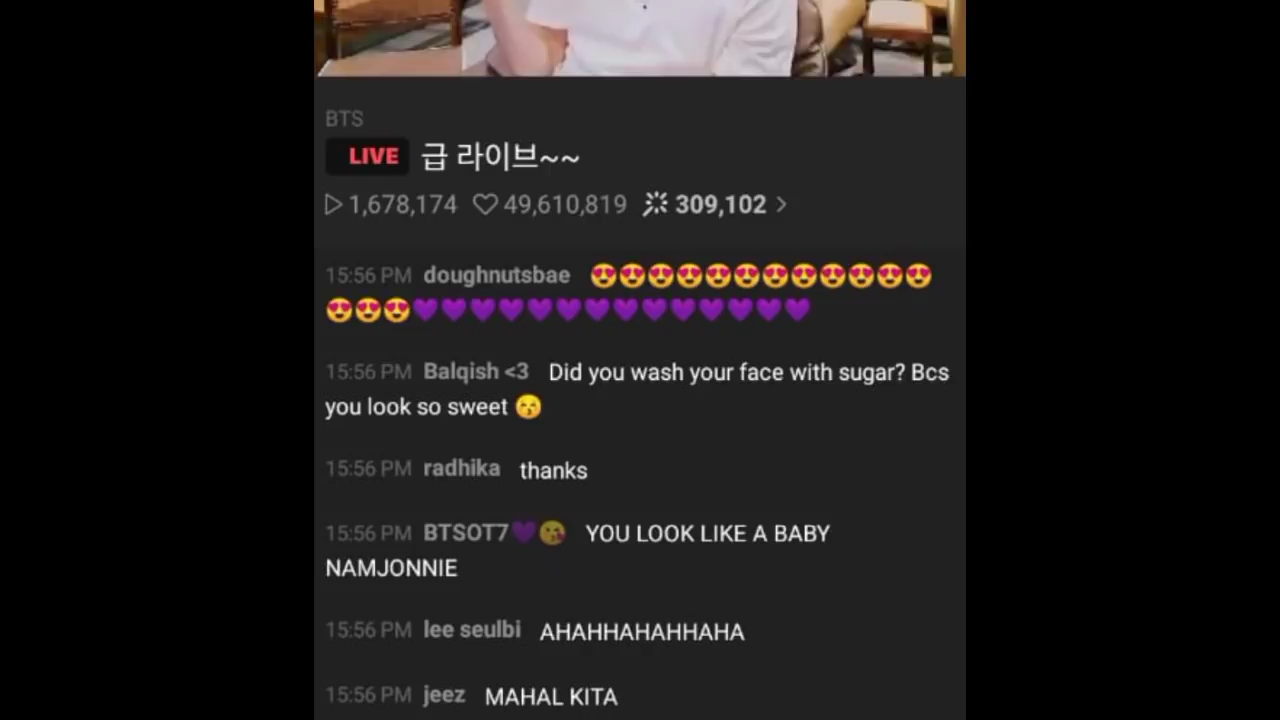 BTS
LIVE 급 라이브~~
1,678,174 49,610,819 309,102 >
15:56 PM doughnutsbae 😍😍😍😍😍😍😍😍😍😍😍😍
😍😍😍💜💜💜💜💜💜💜💜💜💜💜💜💜💜
15:56 PM Balqish <3 Did you wash your face with sugar? Bcs
you look so sweet 😙
15:56 PM radhika thanks
15:56 PM BTSOT7💜😘 YOU LOOK LIKE A BABY
NAMJONNIE
15:56 PM lee seulbi AHAHHAHAHHAHA
15:56 PM jeez MAHAL KITA